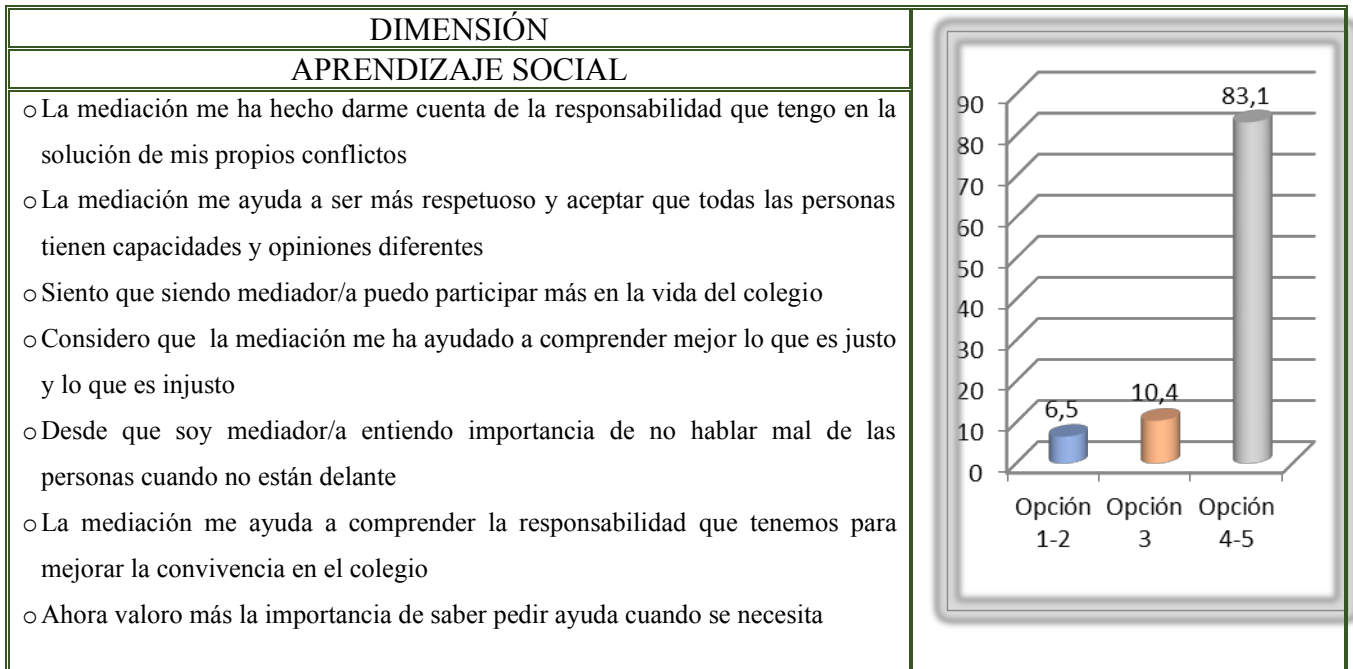 DIMENSIÓN
APRENDIZAJE SOCIAL
o La mediación me ha hecho darme cuenta de la responsabilidad que tengo en la
solución de mis propios conflictos
o La mediación me ayuda a ser más respetuoso y aceptar que todas las personas
tienen capacidades y opiniones diferentes
o Siento que siendo mediador/a puedo participar más en la vida del colegio
o Considero que la mediación me ha ayudado a comprender mejor lo que es justo
y lo que es injusto
o Desde que soy mediador/a entiendo importancia de no hablar mal de las
personas cuando no están delante
o La mediación me ayuda a comprender la responsabilidad que tenemos para
mejorar la convivencia en el colegio
o Ahora valoro más la importancia de saber pedir ayuda cuando se necesita
90
80
70
60
50
40
30
20
10
0
6,5
10,4
83,1
Opción Opción Opción
1-2 3 4-5